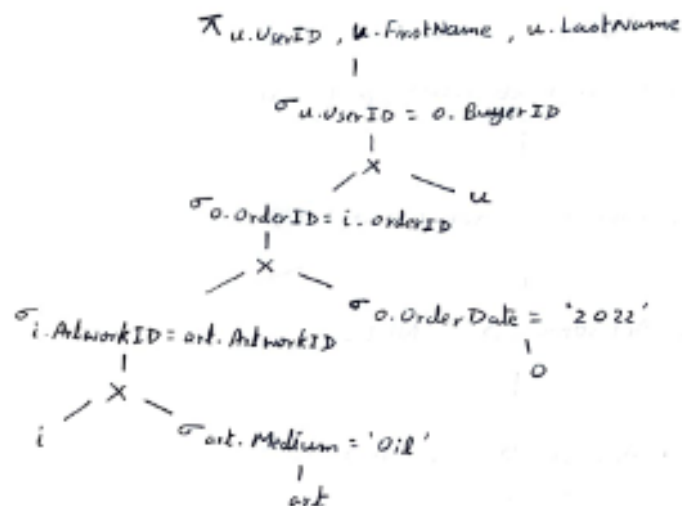 π u.UserID , u.FirstName , u.LastName
σ u.UserID = o.BuyerID
×
u
σ o.OrderID = i.orderID
×
σ i.ArtworkID = art.ArtworkID
σ o.OrderDate = '2022'
o
×
i
σ art.Medium = 'Oil'
art